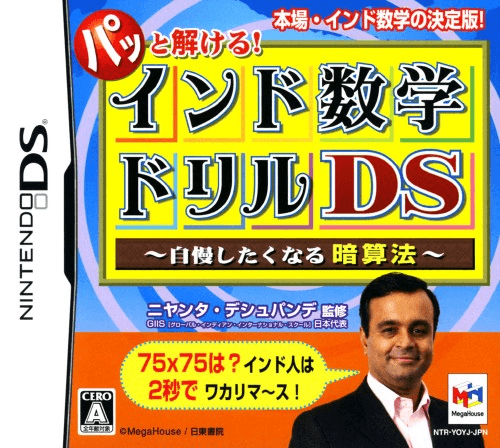 本場・インド数学の決定版!
パッと解ける!
インド数学
ドリルDS
～自慢したくなる暗算法～
NINTENDO DS®
ニヤンタ・デシュパンデ 監修
GIIS（グローバル・インディアン・インターナショナル・スクール）日本代表
75x75は?インド人は
2秒で ワカリマ～ス!
CERO
A
全年齢対象
©MegaHouse / 日東書院
MegaHouse
NTR-YOYJ-JPN